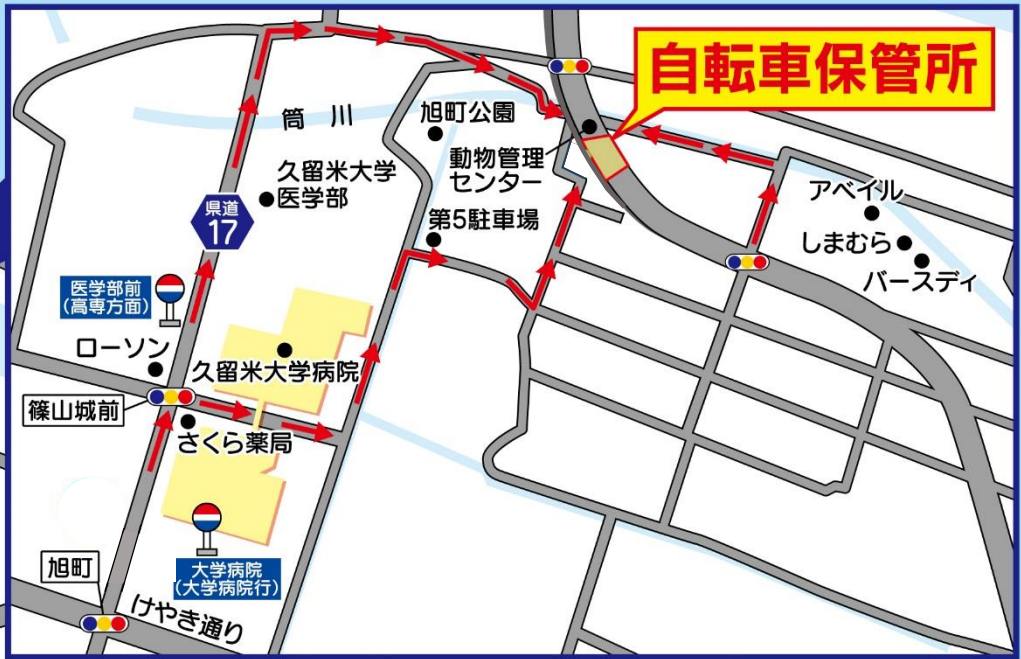 自転車保管所
筒川
旭町公園
動物管理
センター
久留米大学
医学部
県道
17
第5駐車場
アベイル
しまむら
バースディ
医学部前
(高専方面)
ローソン
久留米大学病院
篠山城前
さくら薬局
大学病院
(大学病院行)
旭町
けやき通り